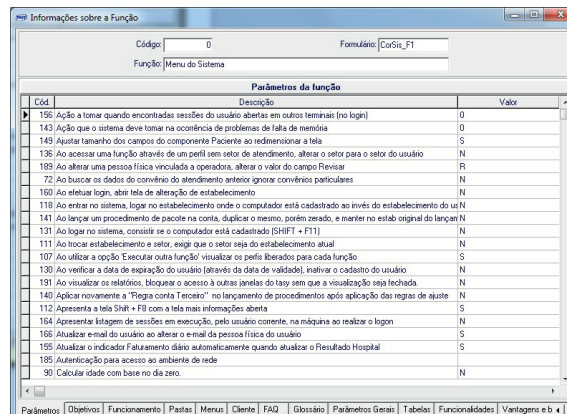 Informações sobre a Função
Código: 0 Formulário: CorSis_F1
Função: Menu do Sistema
Parâmetros da função
Cód. Descrição Valor
156 Ação a tomar quando encontradas sessões do usuário abertas em outros terminais (no login) 0
143 Ação que o sistema deve tomar na ocorrência de problemas de falta de memória 0
149 Ajustar tamanho dos campos do componente Paciente ao redimensionar a tela S
136 Ao acessar uma função através de um perfil sem setor de atendimento, alterar o setor para o setor do usuário N
189 Ao alterar uma pessoa física vinculada a operadora, alterar o valor do campo Revisar R
72 Ao buscar os dados do convênio do atendimento anterior ignorar convênios particulares N
160 Ao efetuar login, abrir tela de alteração de estabelecimento N
118 Ao entrar no sistema, logar no estabelecimento onde o computador está cadastrado ao invés do estabelecimento do us N
141 Ao lançar um procedimento de pacote na conta, duplicar o mesmo, porém zerado, e manter no estab original do lançam N
131 Ao logar no sistema, consistir se o computador está cadastrado (SHIFT + F11) N
111 Ao trocar estabelecimento e setor, exigir que o setor seja do estabelecimento atual N
107 Ao utilizar a opção 'Executar outra função' visualizar os perfis liberados para cada função S
130 Ao verificar a data de expiração do usuário (através da data de validade), inativar o cadastro do usuário N
191 Ao visualizar os relatórios, bloquear o acesso à outras janelas do tasy sem que a visualização seja fechada. N
140 Aplicar novamente a "Regra conta Terceiro" no lançamento de procedimentos após aplicação das regras de ajuste N
112 Apresenta a tela Shift + F8 com a tela mais informações aberta S
164 Apresentar listagem de sessões em execução, pelo usuário corrente, na máquina ao realizar o logon N
166 Atualizar e-mail do usuário ao alterar o e-mail da pessoa física do usuário S
155 Atualizar o indicador Faturamento diário automaticamente quando atualizar o Resultado Hospital S
185 Autenticação para acesso ao ambiente de rede
90 Calcular idade com base no dia zero. N
Parâmetros Objetivos Funcionamento Pastas Menus Cliente FAQ Glossário Parâmetros Gerais Tabelas Funcionalidades Vantagens e b